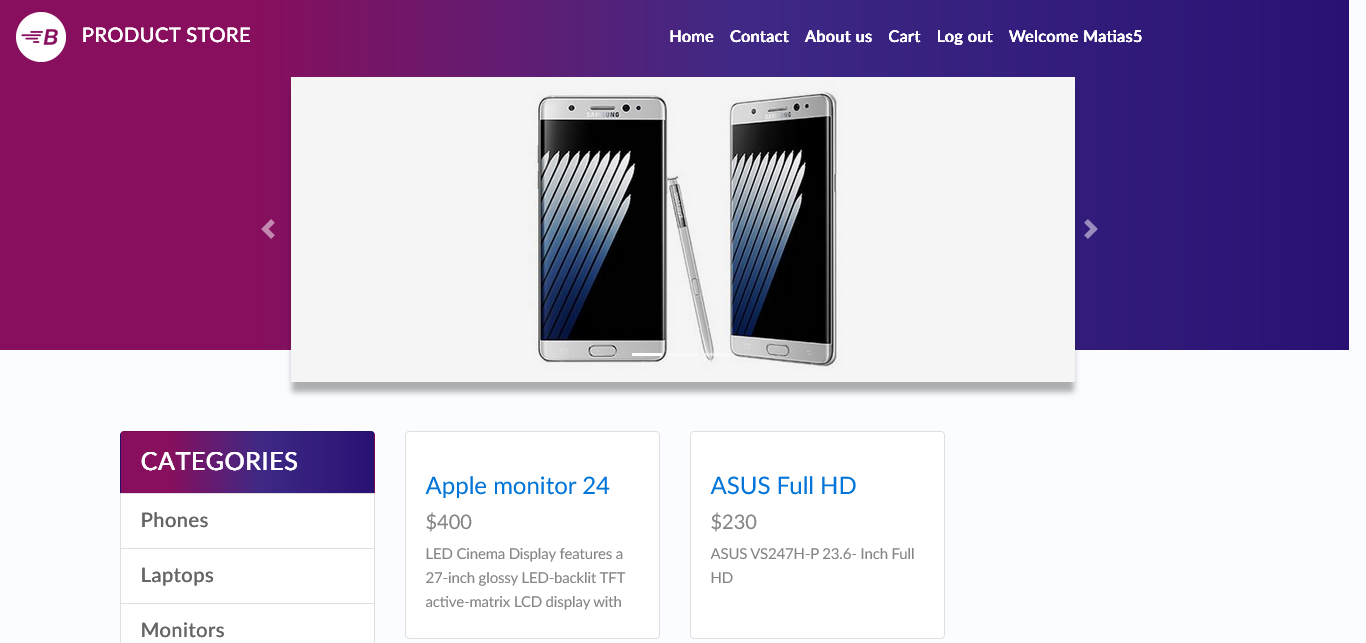 B PRODUCT STORE
Home Contact About us Cart Log out Welcome Matias5
SAMSUNG SAMSUNG
CATEGORIES
Phones
Laptops
Monitors
Apple monitor 24
$400
LED Cinema Display features a
27-inch glossy LED-backlit TFT
active-matrix LCD display with
ASUS Full HD
$230
ASUS VS247H-P 23.6- Inch Full
HD